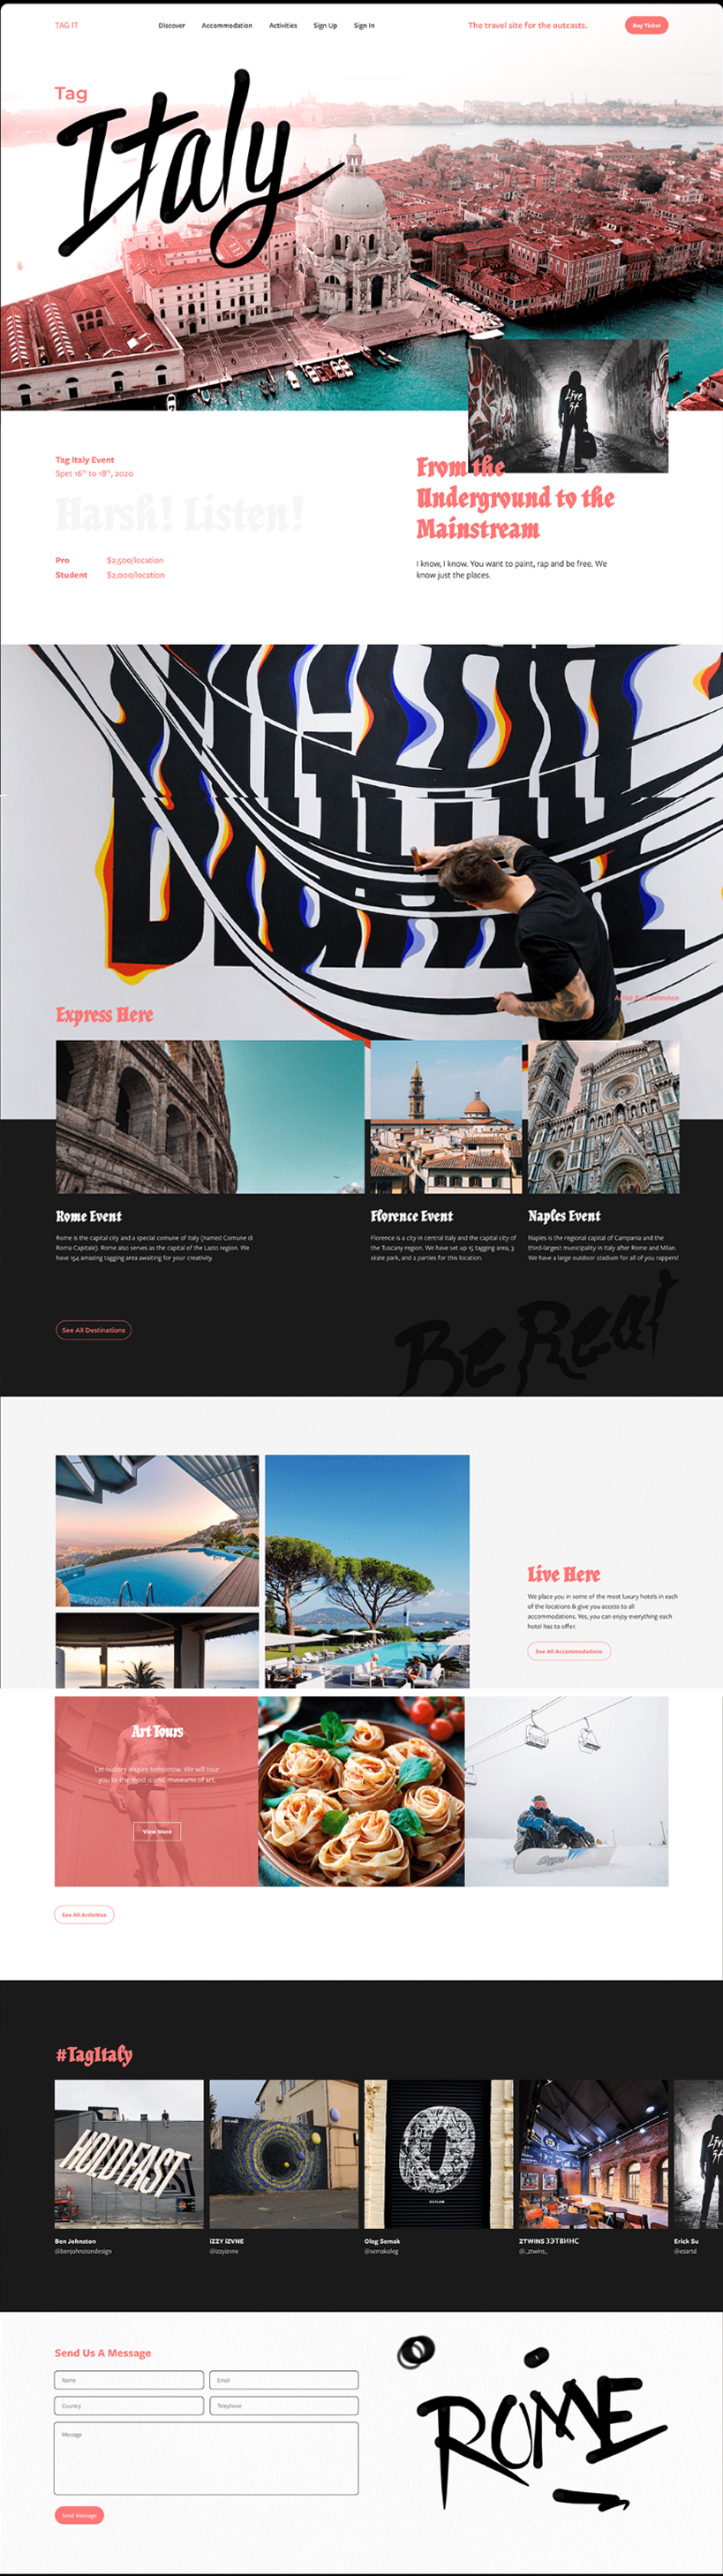 TAG IT
Discover
Accommodation
Activities
Sign Up
Sign In
The travel site for the outcasts.
Buy Ticket
Tag
Italy
Live
It
Tag Italy Event
Spet 16th to 18th, 2020
Harsh! Listen!
Pro $2,500/location
Student $2,000/location
From the
Underground to the
Mainstream
I know, I know. You want to paint, rap and be free. We
know just the places.
Artist Ben Johnston
Express Here
Rome Event
Rome is the capital city and a special comune of Italy (named Comune di
Roma Capitale). Rome also serves as the capital of the Lazio region. We
have 154 amazing tagging area awaiting for your creativity.
Florence Event
Florence is a city in central Italy and the capital city of
the Tuscany region. We have set up 15 tagging area, 3
skate park, and 2 parties for this location.
Naples Event
Naples is the regional capital of Campania and the
third-largest municipality in Italy after Rome and Milan.
We have a large outdoor stadium for all of you rappers!
See All Destinations
Be Real
Live Here
We place you in some of the most luxury hotels in each
of the locations & give you access to all
accommodations. Yes, you can enjoy everything each
hotel has to offer.
See All Accommodations
Art Tours
Let history inspire tomorrow. We will tour
you to the most iconic museums of art.
View More
See All Activities
#TagItaly
HOLDFAST
O
OUTLAW
Ben Johnston
@benjohnstondesign
iZZY iZVNE
@izzyizvne
Oleg Semak
@semakoleg
ZTWINS ЗЭТВИНС
@_ztwins_
Erick Su
@esartd
Send Us A Message
Name
Email
Country
Telephone
Message
Send Message
ROME